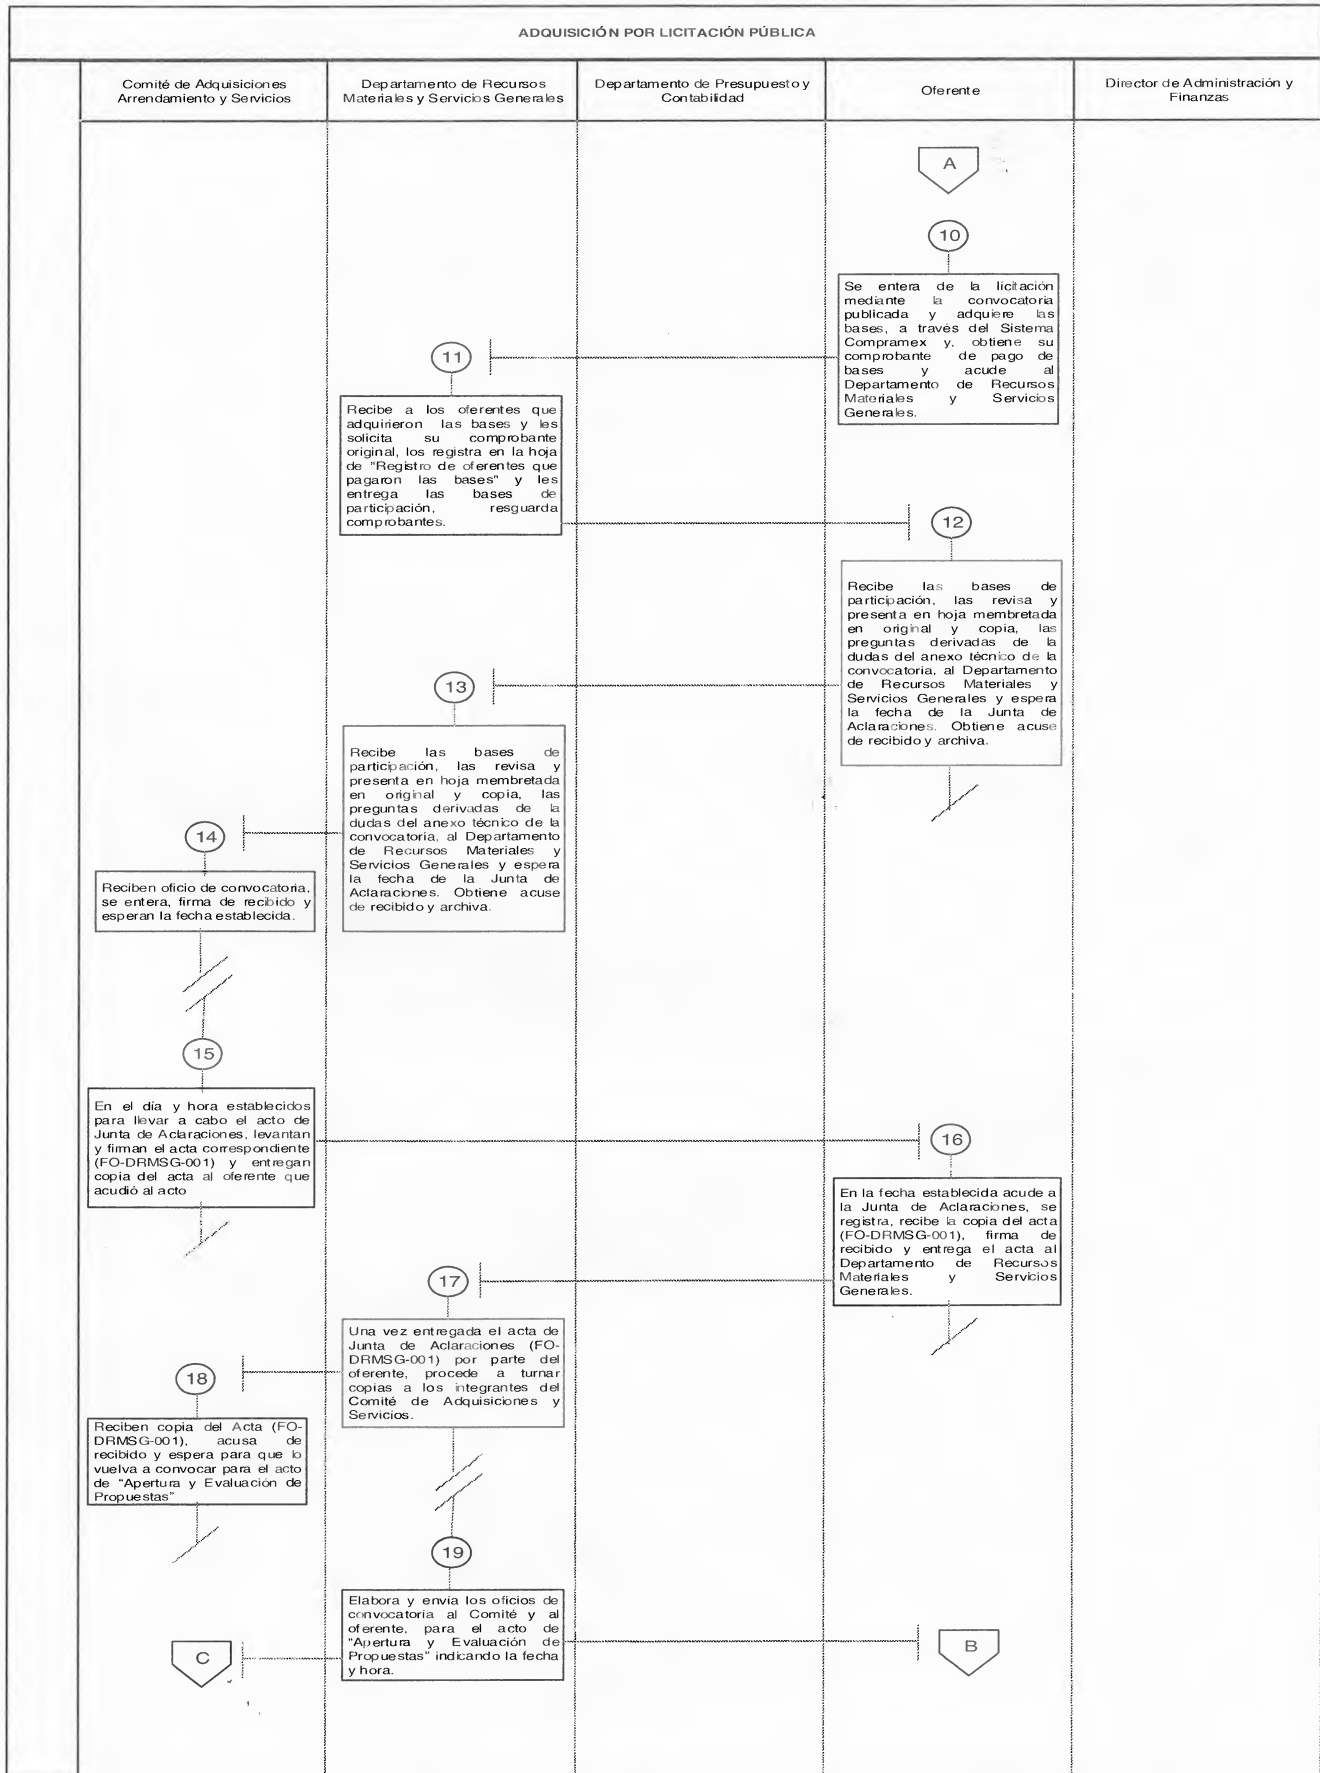 ADQUISICIÓN POR LICITACIÓN PÚBLICA
Comité de Adquisiciones
Arrendamiento y Servicios
Departamento de Recursos
Materiales y Servicios Generales
Departamento de Presupuesto y
Contabilidad
Oferente
Director de Administración y
Finanzas
A
10
Se entera de la licitación
mediante la convocatoria
publicada y adquiere las
bases, a través del Sistema
Compramex y, obtiene su
comprobante de pago de
bases y acude al
Departamento de Recursos
Materiales y Servicios
Generales.
11
Recibe a los oferentes que
adquirieron las bases y les
solicita su comprobante
original, los registra en la hoja
de "Registro de oferentes que
pagaron las bases" y les
entrega las bases de
participación, resguarda
comprobantes.
12
Recibe las bases de
participación, las revisa y
presenta en hoja membretada
en original y copia, las
preguntas derivadas de la
dudas del anexo técnico de la
convocatoria, al Departamento
de Recursos Materiales y
Servicios Generales y espera
la fecha de la Junta de
Aclaraciones. Obtiene acuse
de recibido y archiva.
13
Recibe las bases de
participación, las revisa y
presenta en hoja membretada
en original y copia, las
preguntas derivadas de la
dudas del anexo técnico de la
convocatoria, al Departamento
de Recursos Materiales y
Servicios Generales y espera
la fecha de la Junta de
Aclaraciones. Obtiene acuse
de recibido y archiva.
14
Reciben oficio de convocatoria,
se entera, firma de recibido y
esperan la fecha establecida.
15
En el día y hora establecidos
para llevar a cabo el acto de
Junta de Aclaraciones, levantan
y firman el acta correspondiente
(FO-DRMSG-001) y entregan
copia del acta al oferente que
acudió al acto
16
En la fecha establecida acude a
la Junta de Aclaraciones, se
registra, recibe la copia del acta
(FO-DRMSG-001), firma de
recibido y entrega el acta al
Departamento de Recursos
Materiales y Servicios
Generales.
17
Una vez entregada el acta de
Junta de Aclaraciones (FO-
DRMSG-001) por parte del
oferente, procede a turnar
copias a los integrantes del
Comité de Adquisiciones y
Servicios.
18
Reciben copia del Acta (FO-
DRMSG-001), acusa de
recibido y espera para que lo
vuelva a convocar para el acto
de "Apertura y Evaluación de
Propuestas"
19
Elabora y envía los oficios de
convocatoria al Comité y al
oferente, para el acto de
"Apertura y Evaluación de
Propuestas" indicando la fecha
y hora.
C
B